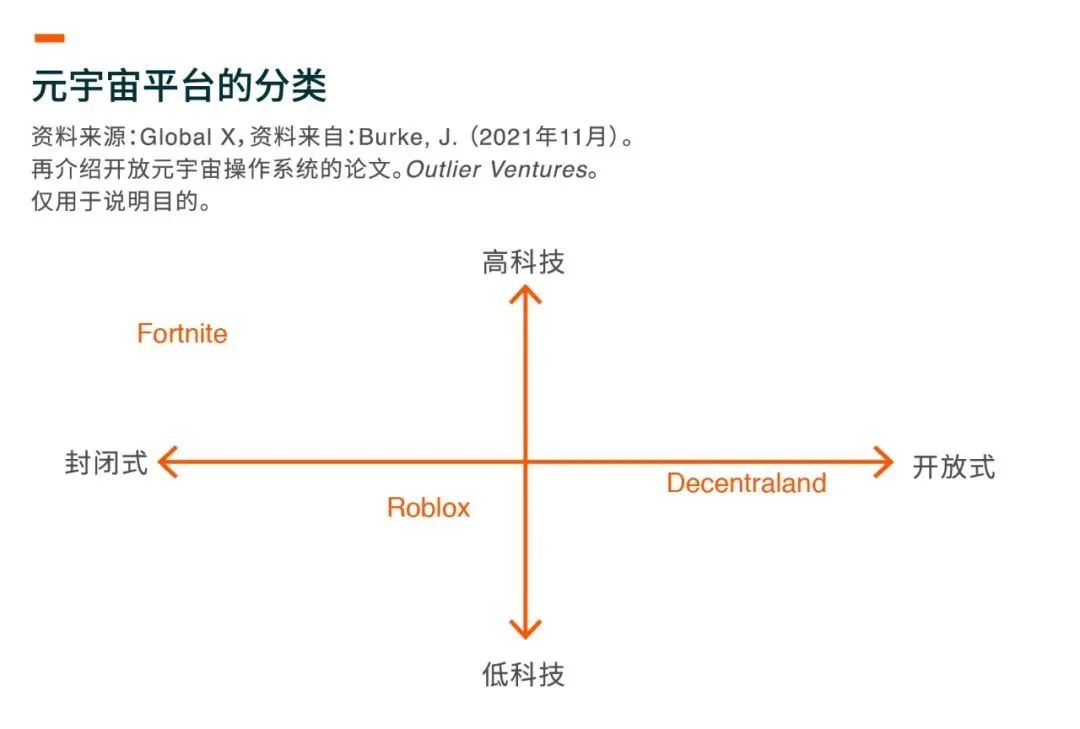 元宇宙平台的分类
资料来源：Global X，资料来自：Burke, J.（2021年11月）。
再介绍开放元宇宙操作系统的论文。Outlier Ventures。
仅用于说明目的。
高科技
Fortnite
封闭式
开放式
Decentraland
Roblox
低科技